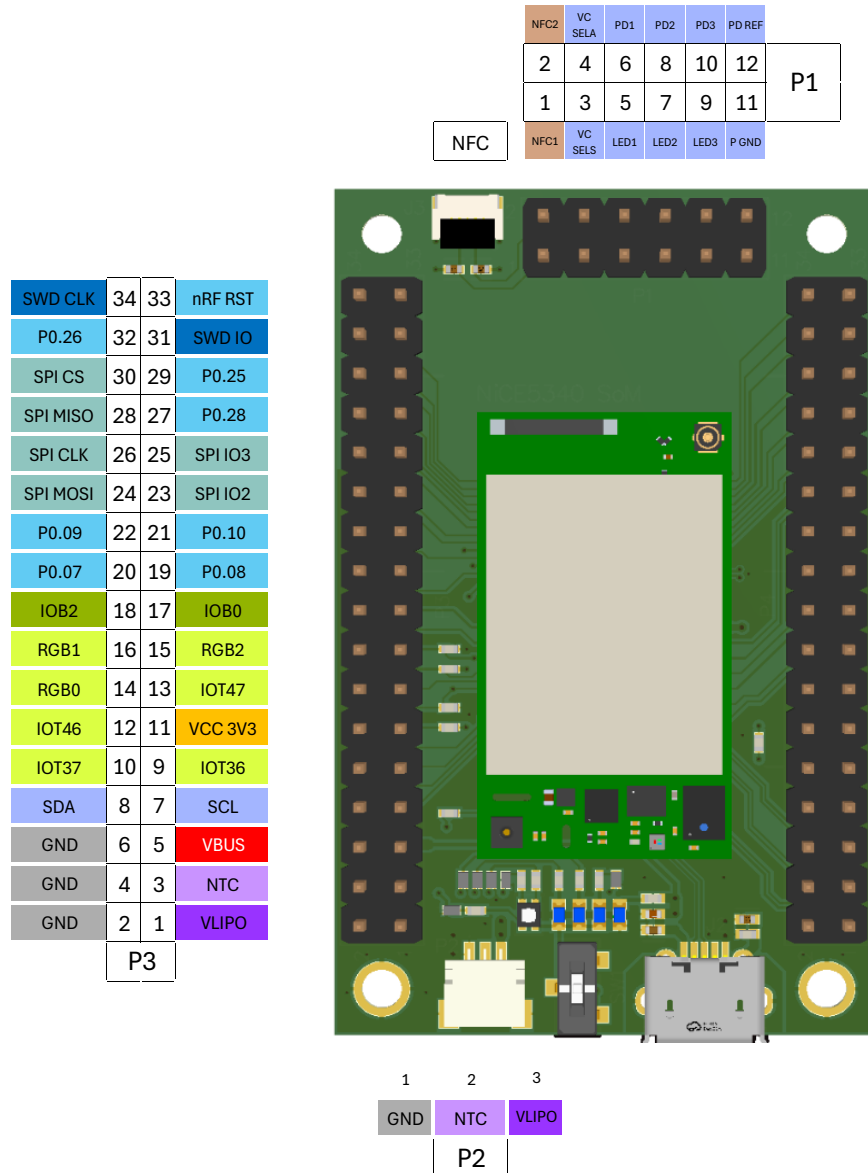 NFC2 VC SELA PD1 PD2 PD3 PD REF
2 4 6 8 10 12
P1
1 3 5 7 9 11
NFC
NFC1 VC SELS LED1 LED2 LED3 P GND
SWD CLK 34 33 nRF RST
P0.26 32 31 SWD IO
SPI CS 30 29 P0.25
SPI MISO 28 27 P0.28
SPI CLK 26 25 SPI IO3
SPI MOSI 24 23 SPI IO2
P0.09 22 21 P0.10
P0.07 20 19 P0.08
IOB2 18 17 IOB0
RGB1 16 15 RGB2
RGB0 14 13 IOT47
IOT46 12 11 VCC 3V3
IOT37 10 9 IOT36
SDA 8 7 SCL
GND 6 5 VBUS
GND 4 3 NTC
GND 2 1 VLIPO
P3
1 2 3
GND NTC VLIPO
P2